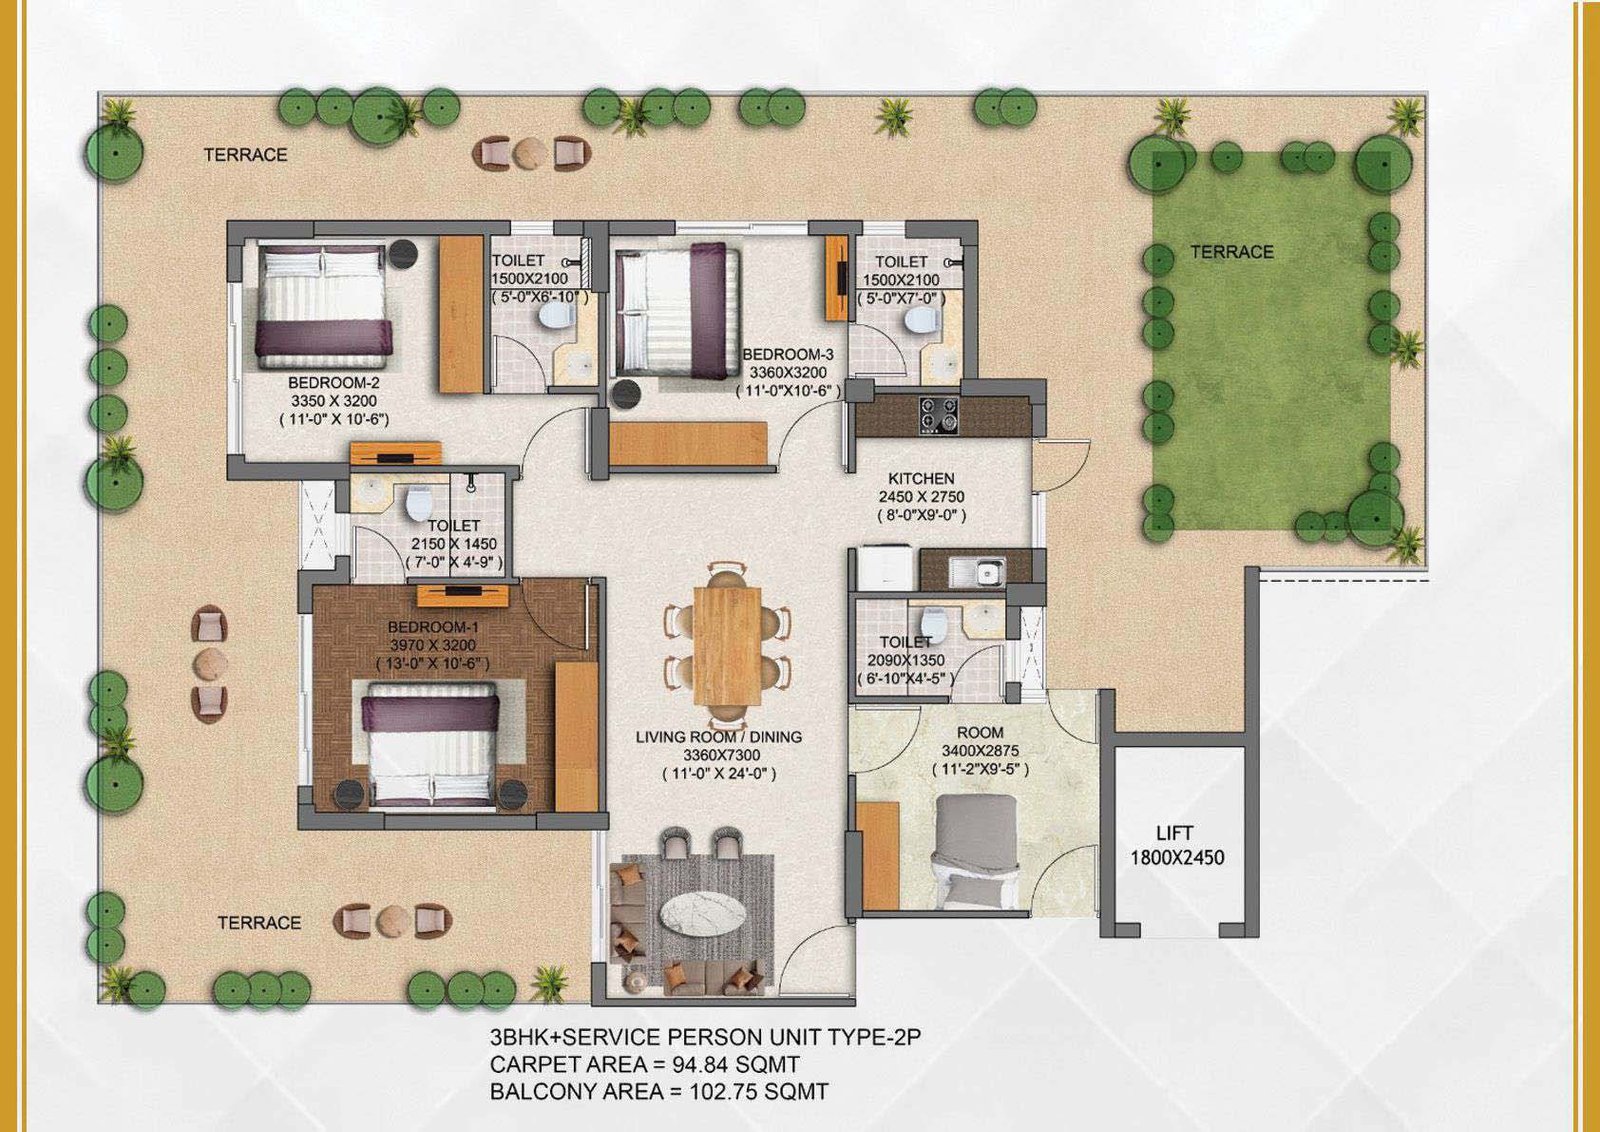 TERRACE
TOILET
1500X2100
( 5'-0"X6'-10" )
TOILET
1500X2100
( 5'-0"X7'-0" )
TERRACE
BEDROOM-2
3350 X 3200
( 11'-0" X 10'-6")
BEDROOM-3
3360X3200
( 11'-0"X10'-6" )
KITCHEN
2450 X 2750
( 8'-0"X9'-0" )
TOILET
2150 X 1450
( 7'-0" X 4'-9" )
BEDROOM-1
3970 X 3200
( 13'-0" X 10'-6" )
TOILET
2090X1350
( 6'-10"X4'-5" )
LIVING ROOM / DINING
3360X7300
( 11'-0" X 24'-0" )
ROOM
3400X2875
( 11'-2"X9'-5" )
LIFT
1800X2450
TERRACE
3BHK+SERVICE PERSON UNIT TYPE-2P
CARPET AREA = 94.84 SQMT
BALCONY AREA = 102.75 SQMT